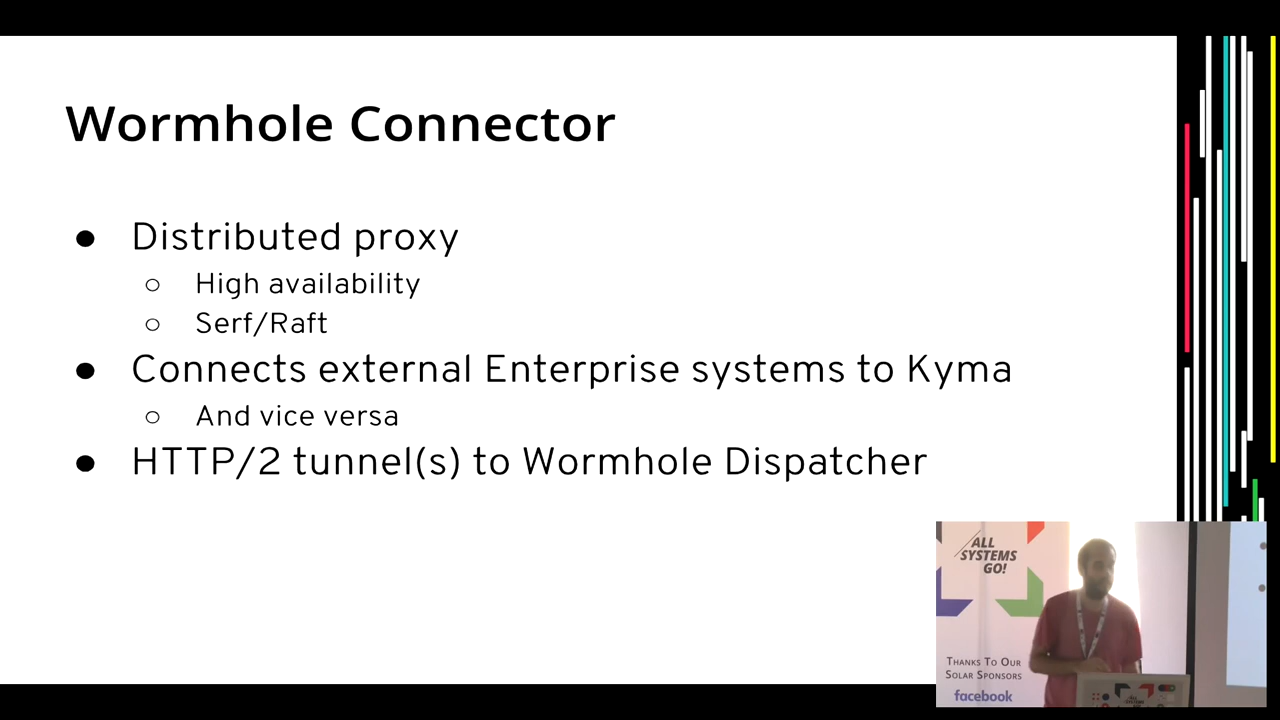 Wormhole Connector
● Distributed proxy
○ High availability
○ Serf/Raft
● Connects external Enterprise systems to Kyma
○ And vice versa
● HTTP/2 tunnel(s) to Wormhole Dispatcher
ALL
SYSTEMS
GO!
THANKS TO OUR
SOLAR SPONSORS
facebook